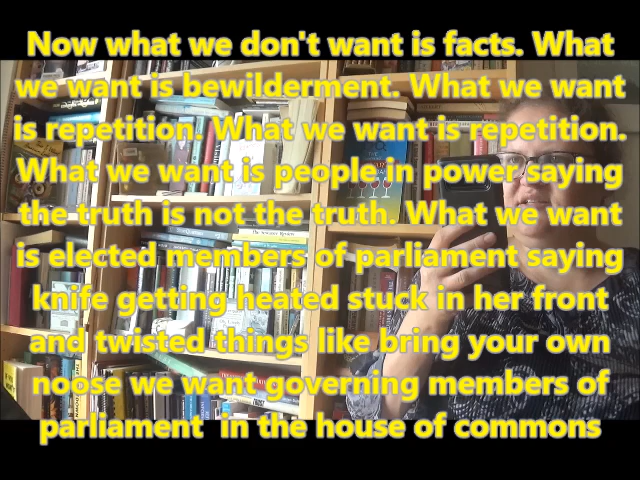 Now what we don't want is facts. What
we want is bewilderment. What we want
is repetition. What we want is repetition.
What we want is people in power saying
the truth is not the truth. What we want
is elected members of parliament saying
knife getting heated stuck in her front
and twisted things like bring your own
noose we want governing members of
parliament in the house of commons